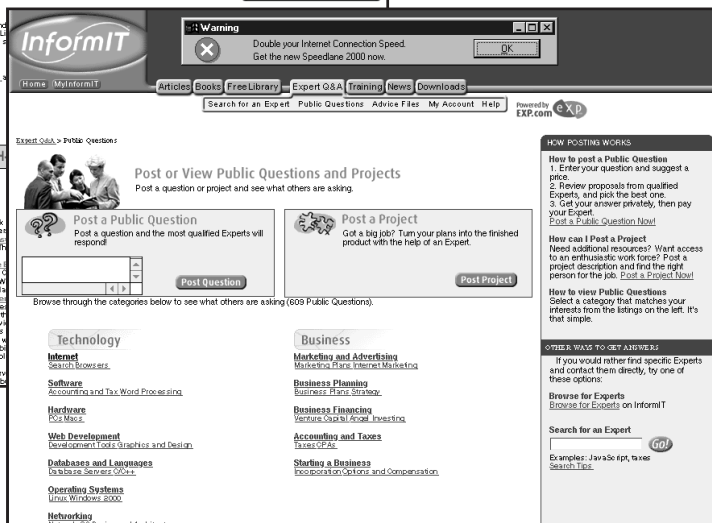 InformIT
Warning
Double your Internet Connection Speed.
Get the new Speedlane 2000 now.
OK
Home MyInformIT
Articles Books Free Library Expert Q&A Training News Downloads
Search for an Expert Public Questions Advice Files My Account Help
Powered by
EXP.com
exp
Expert Q&A > Public Questions
Post or View Public Questions and Projects
Post a question or project and see what others are asking.
Post a Public Question
Post a question and the most qualified Experts will
respond!
Post Question
Post a Project
Got a big job? Turn your plans into the finished
product with the help of an Expert.
Post Project
Browse through the categories below to see what others are asking (609 Public Questions).
Technology
Internet
Search Browsers
Software
Accounting and Tax Word Processing
Hardware
PCs Macs
Web Development
Development Tools Graphics and Design
Databases and Languages
Database Servers C/C++
Operating Systems
Linux Windows 2000
Networking
Business
Marketing and Advertising
Marketing Plans Internet Marketing
Business Planning
Business Plans Strategy
Business Financing
Venture Capital Angel Investing
Accounting and Taxes
Taxes CPAs
Starting a Business
Incorporation Options and Compensation
HOW POSTING WORKS
How to post a Public Question
1. Enter your question and suggest a
price.
2. Review proposals from qualified
Experts, and pick the best one.
3. Get your answer privately, then pay
your Expert.
Post a Public Question Now!
How can I Post a Project
Need additional resources? Want access
to an enthusiastic work force? Post a
project description and find the right
person for the job. Post a Project Now!
How to view Public Questions
Select a category that matches your
interests from the listings on the left. It's
that simple.
OTHER WAYS TO GET ANSWERS
If you would rather find specific Experts
and contact them directly, try one of
these options:
Browse for Experts
Browse for Experts on InformIT
Search for an Expert
Go!
Examples: JavaScript, taxes
Search Tips